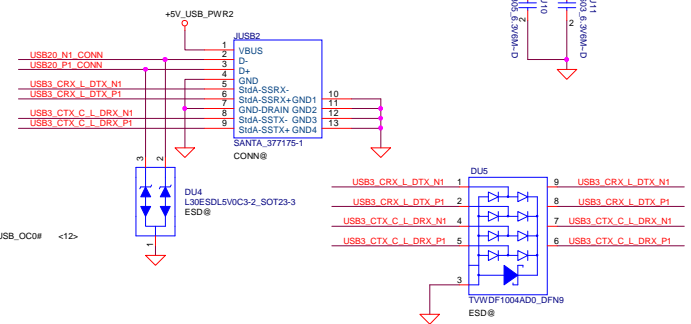 +5V_USB_PWR2
JUSB2
USB20_N1_CONN
USB20_P1_CONN
USB3_CRX_L_DTX_N1
USB3_CRX_L_DTX_P1
USB3_CTX_C_L_DRX_N1
USB3_CTX_C_L_DRX_P1
1 VBUS
2 D-
3 D+
4 GND
5 StdA-SSRX-
6 StdA-SSRX+ GND1 10
7 GND-DRAIN GND2 11
8 StdA-SSTX- GND3 12
9 StdA-SSTX+ GND4 13
SANTA_377175-1
CONN@
3 2
DU4
L30ESDL5V0C3-2_SOT23-3
ESD@
1
USB_OC0# <12>
2 2
DU5
USB3_CRX_L_DTX_N1 1 9 USB3_CRX_L_DTX_N1
USB3_CRX_L_DTX_P1 2 8 USB3_CRX_L_DTX_P1
USB3_CTX_C_L_DRX_N1 4 7 USB3_CTX_C_L_DRX_N1
USB3_CTX_C_L_DRX_P1 5 6 USB3_CTX_C_L_DRX_P1
3
TVWDF1004AD0_DFN9
ESD@